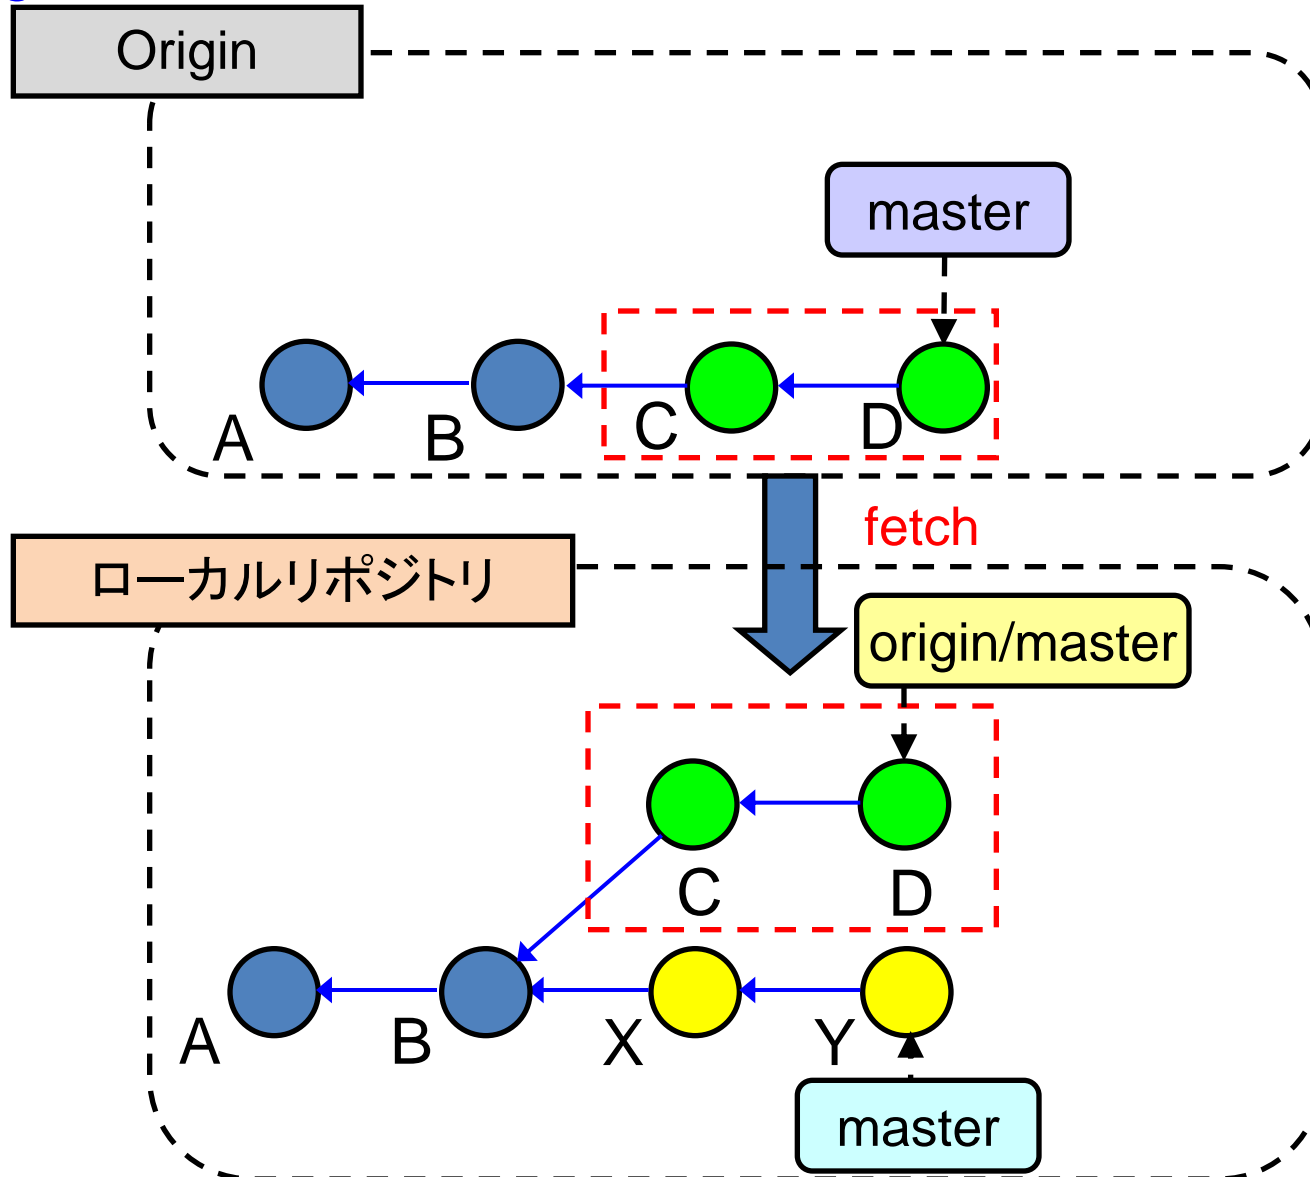 Origin
master
A
B
C
D
fetch
ローカルリポジトリ
origin/master
C
D
A
B
X
Y
master